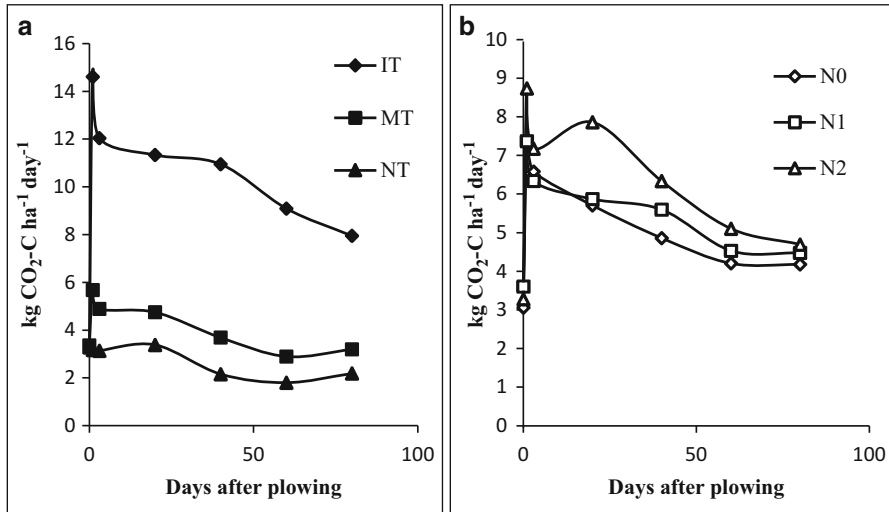 a
kg CO₂-C ha⁻¹ day⁻¹
16
14
12
10
8
6
4
2
0
IT
MT
NT
0
50
100
Days after plowing
b
kg CO₂-C ha⁻¹ day⁻¹
10
9
8
7
6
5
4
3
2
1
0
N0
N1
N2
0
50
100
Days after plowing